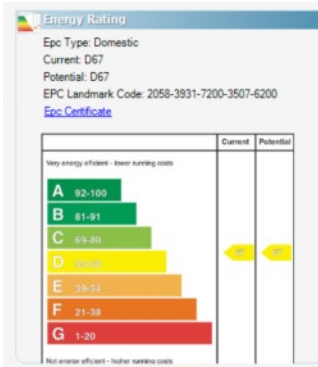 Energy Rating
Epc Type: Domestic
Current: D67
Potential: D67
EPC Landmark Code: 2058-3931-7200-3507-6200
Epc Certificate
Current Potential
Very energy efficient - lower running costs
A 92-100
B 81-91
C 69-80
D
E 39-54
F 21-38
G 1-20
Not energy efficient - higher running costs